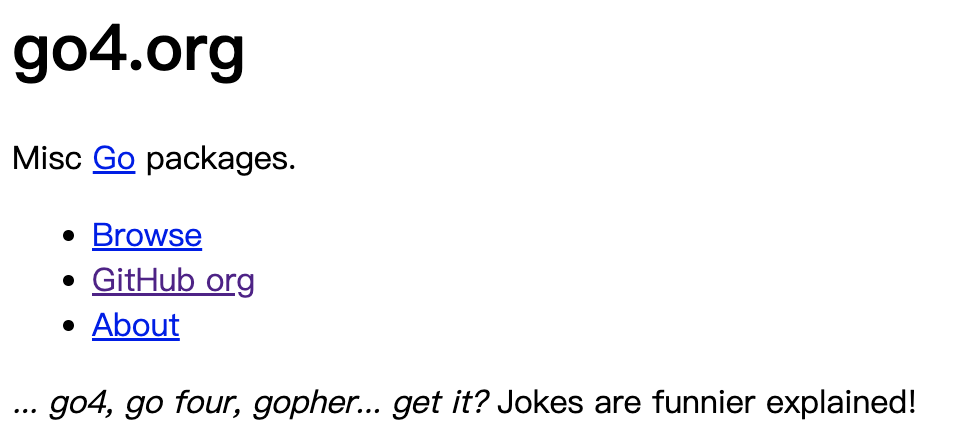 go4.org
Misc Go packages.
Browse
GitHub org
About
... go4, go four, gopher... get it? Jokes are funnier explained!